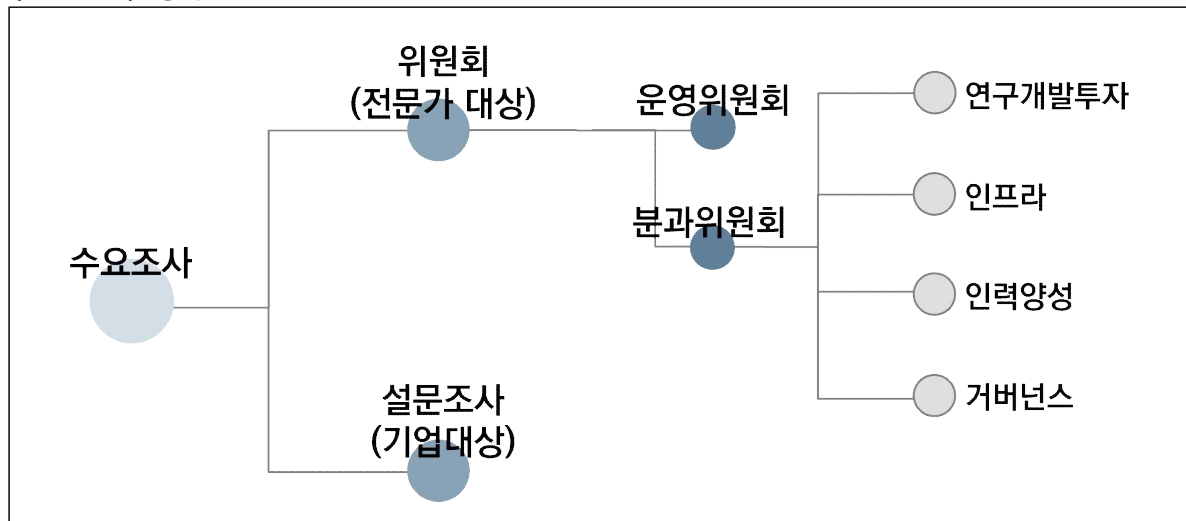 위원회
(전문가 대상)
운영위원회
연구개발투자
인프라
분과위원회
수요조사
인력양성
설문조사
(기업대상)
거버넌스